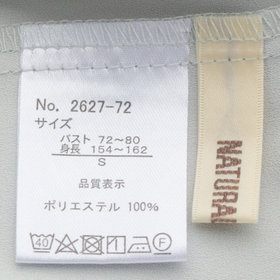 No. 2627-72
サイズ
バスト 72~80
身長 154~162
S
品質表示
ポリエステル 100%
40 F
NATURAL